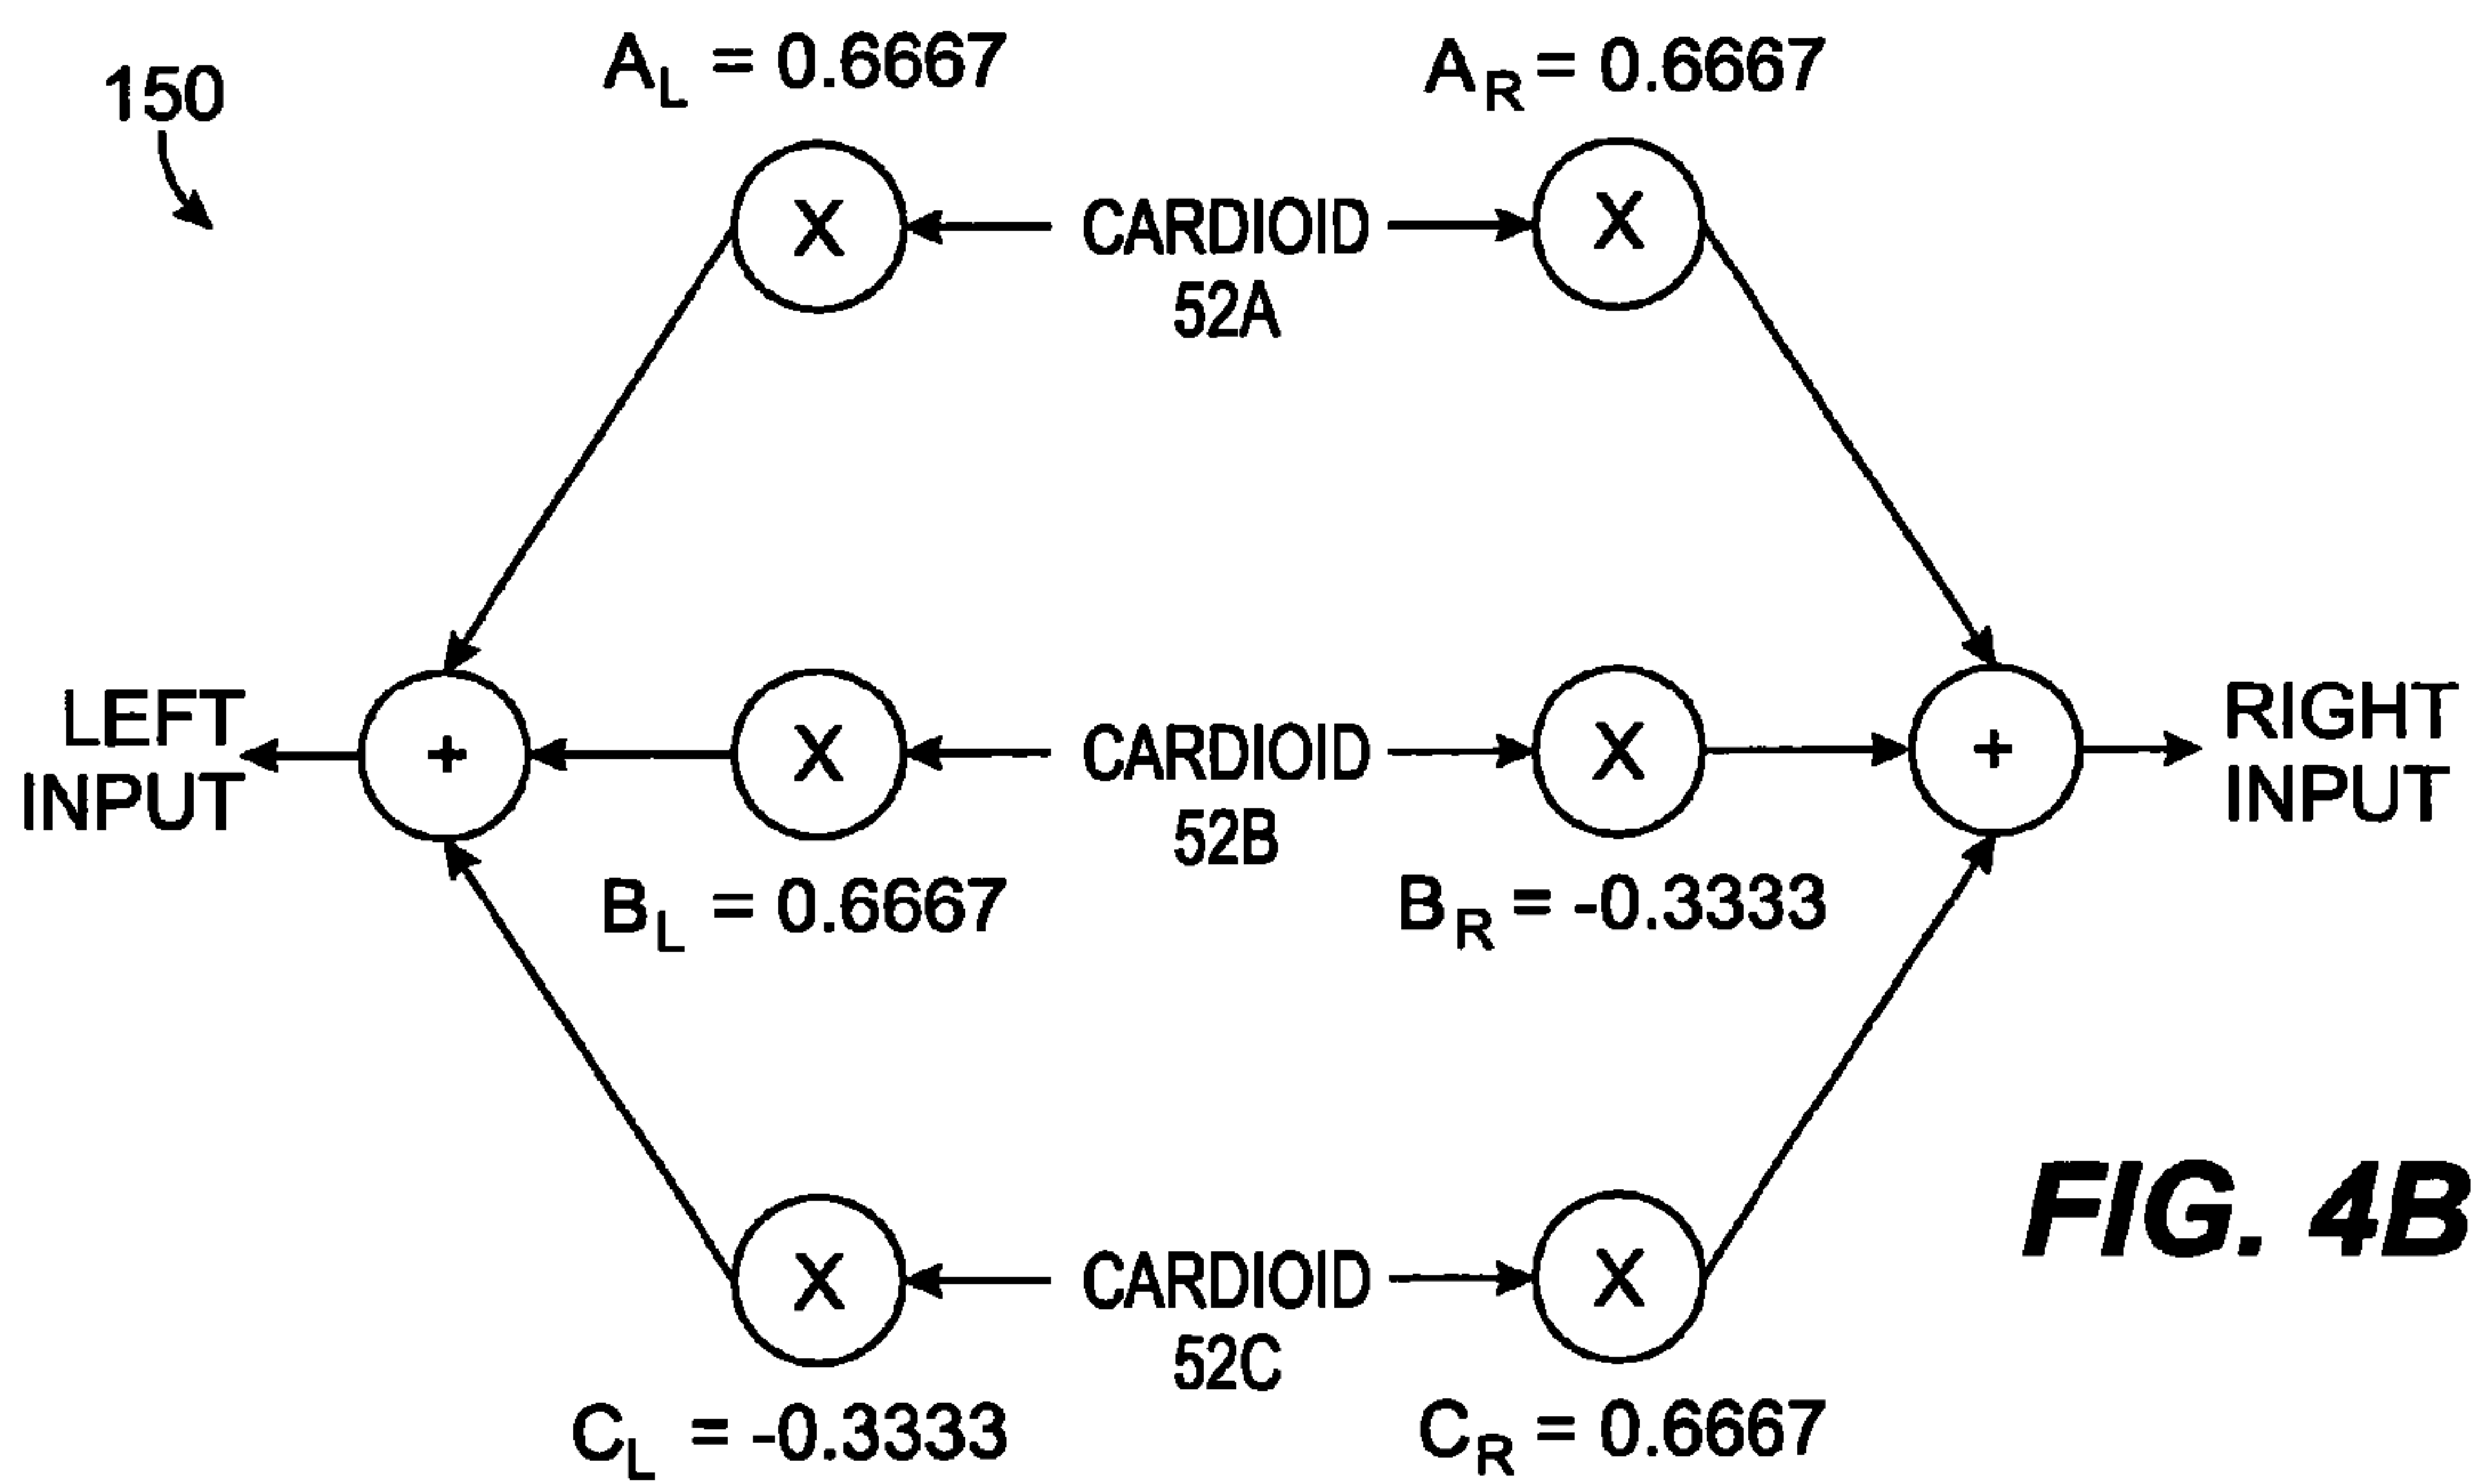 150
A_L = 0.6667
A_R = 0.6667
X
CARDIOID
52A
X
LEFT
INPUT
+
X
CARDIOID
52B
X
+
RIGHT
INPUT
B_L = 0.6667
B_R = -0.3333
X
CARDIOID
52C
X
FIG. 4B
C_L = -0.3333
C_R = 0.6667